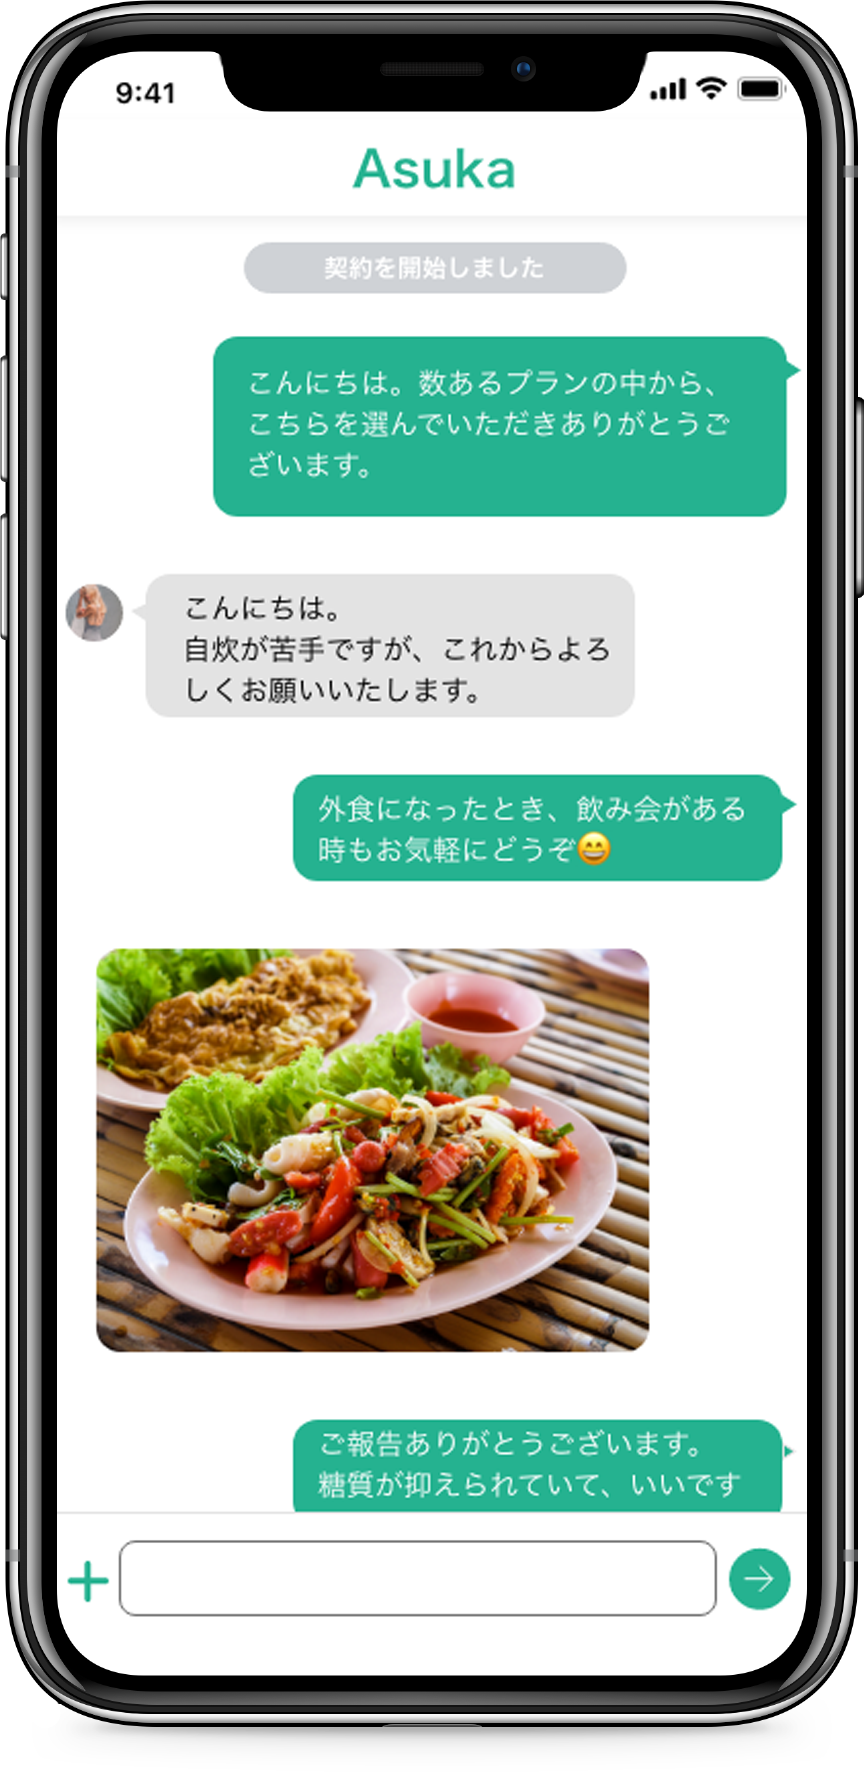 9:41
Asuka
契約を開始しました
こんにちは。数あるプランの中から、
こちらを選んでいただきありがとうご
ざいます。
こんにちは。
自炊が苦手ですが、これからよろ
しくお願いいたします。
外食になったとき、飲み会がある
時もお気軽にどうぞ😄
ご報告ありがとうございます。
糖質が抑えられていて、いいです